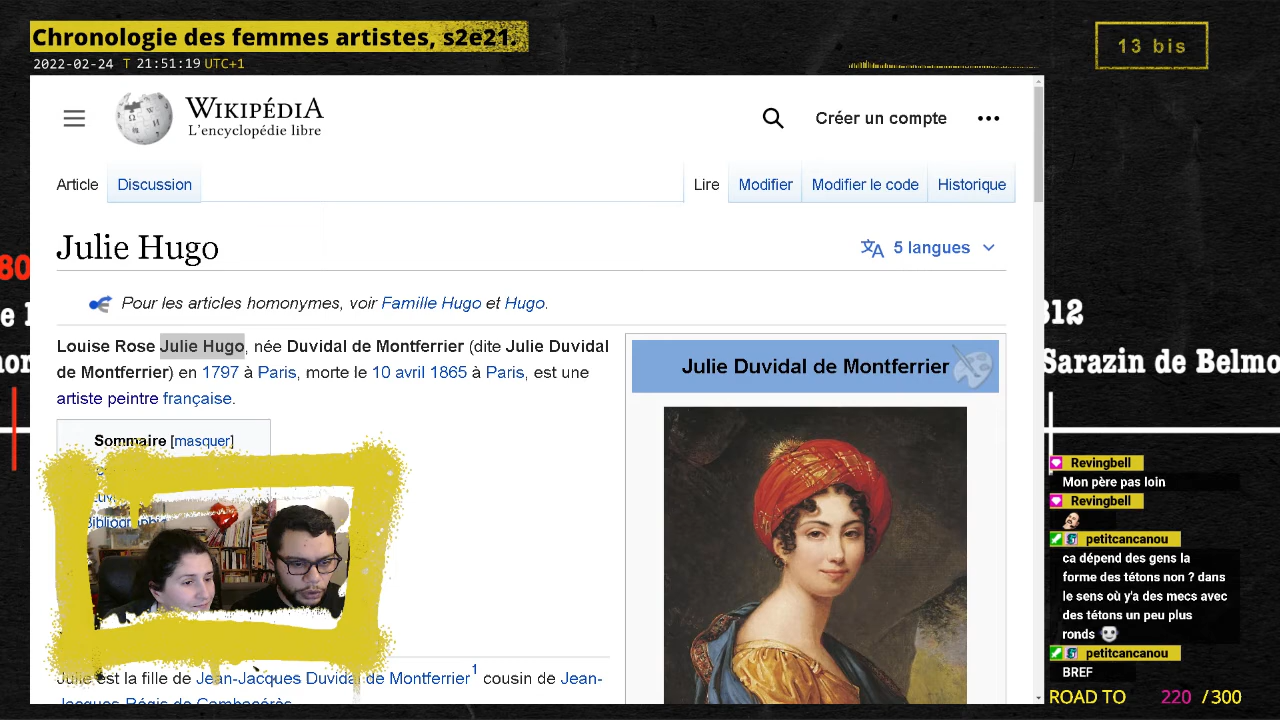 Chronologie des femmes artistes, s2e21.
2022-02-24 T 21:51:19 UTC+1
13 bis
WIKIPÉDIA
L'encyclopédie libre
Créer un compte
Article Discussion Lire Modifier Modifier le code Historique
Julie Hugo
5 langues
Pour les articles homonymes, voir Famille Hugo et Hugo.
Louise Rose Julie Hugo, née Duvidal de Montferrier (dite Julie Duvidal
de Montferrier) en 1797 à Paris, morte le 10 avril 1865 à Paris, est une
artiste peintre française.
Julie Duvidal de Montferrier
Sommaire [masquer]
Julie est la fille de Jean-Jacques Duvidal de Montferrier1 cousin de Jean-
Jacques-Régis de Cambacérès
80
312
Sarazin de Belmo
Revingbell
Mon père pas loin
Revingbell
petitcancanou
ca dépend des gens la
forme des tétons non ? dans
le sens où y'a des mecs avec
des tétons un peu plus
ronds
petitcancanou
BREF
ROAD TO 220 /300